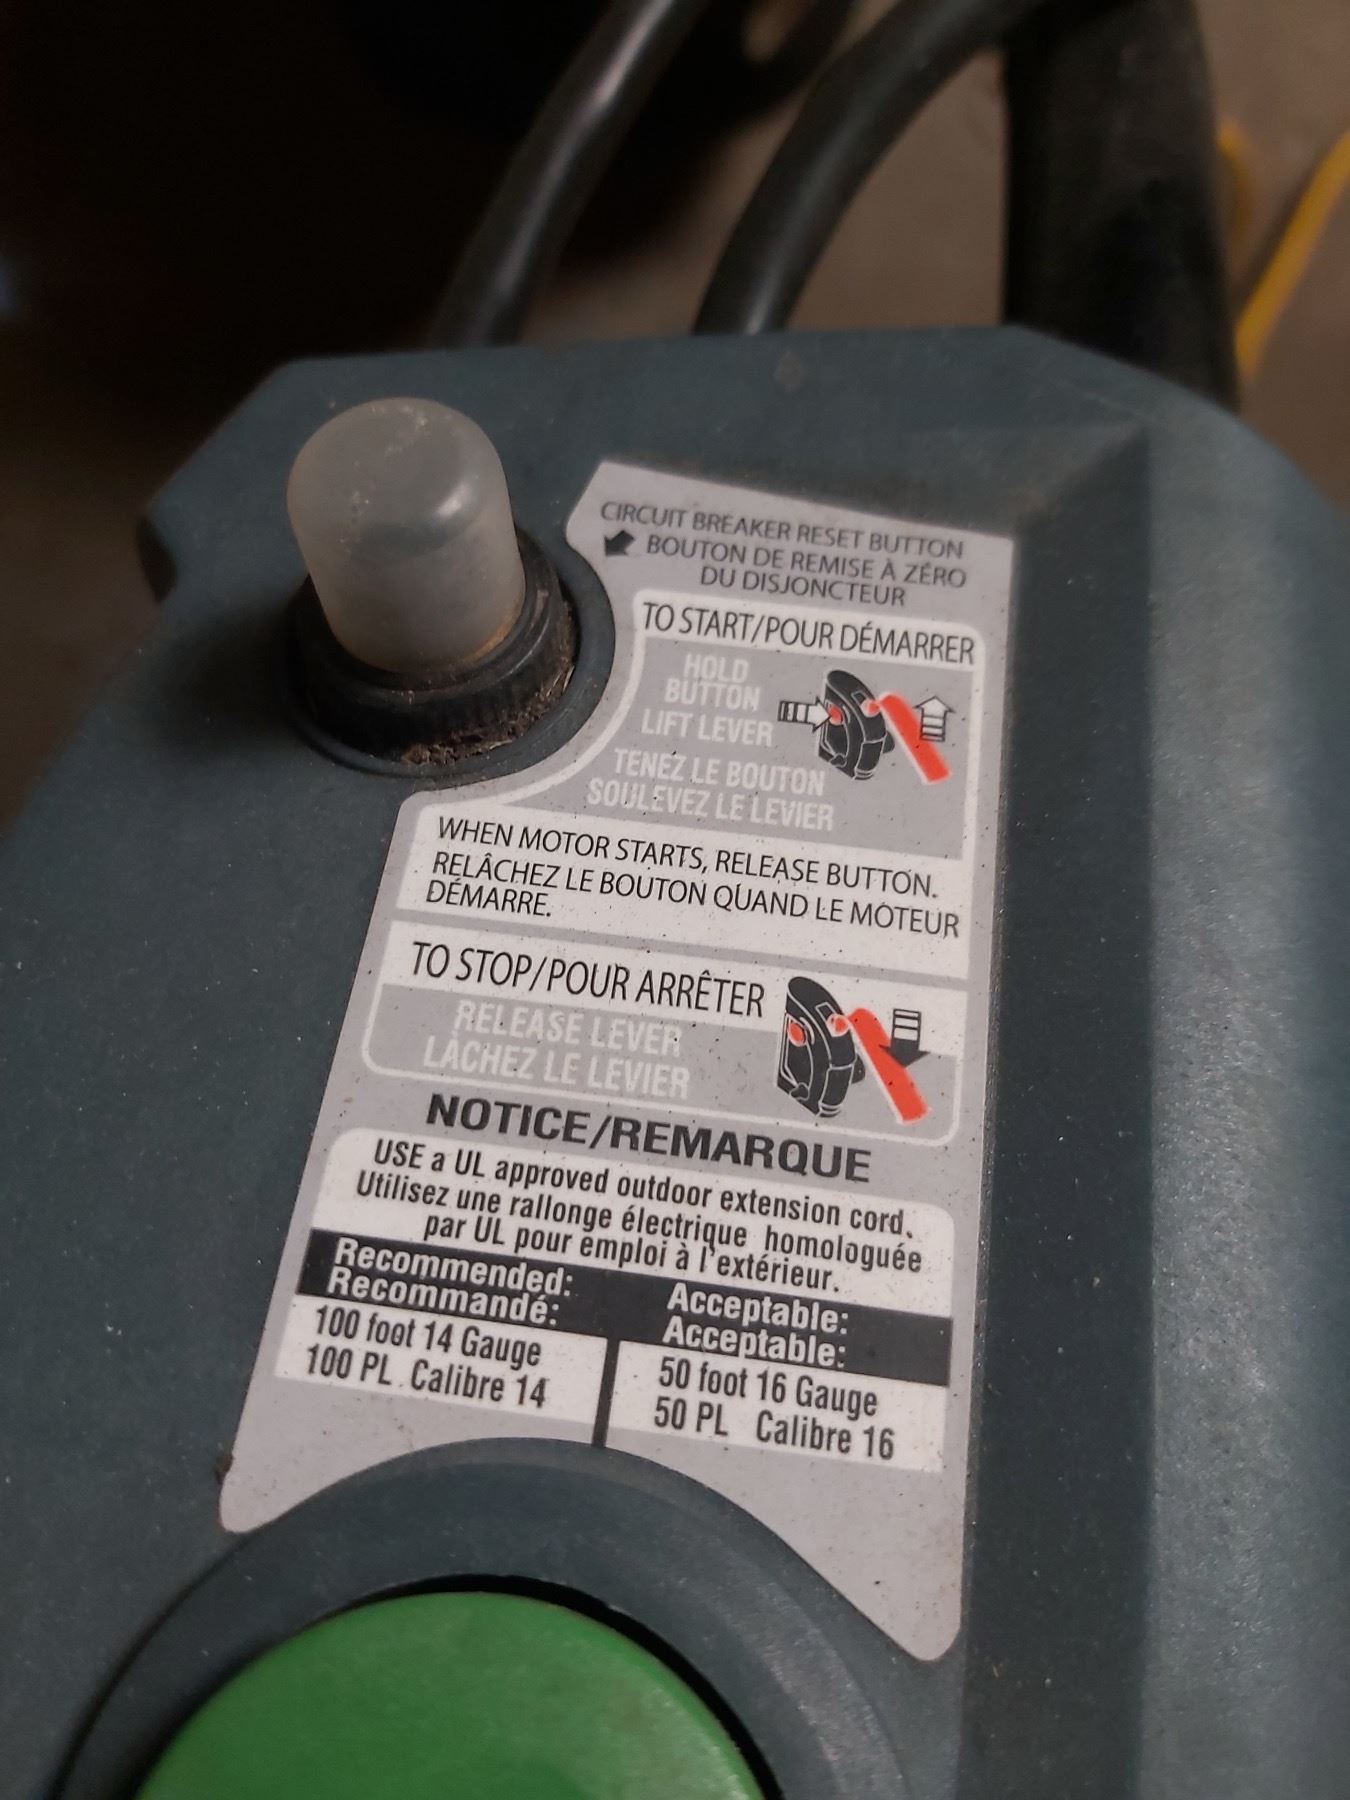 CIRCUIT BREAKER RESET BUTTON
BOUTON DE REMISE À ZÉRO
DU DISJONCTEUR
TO START/POUR DÉMARRER
HOLD
BUTTON
LIFT LEVER
TENEZ LE BOUTON
SOULEVEZ LE LEVIER
WHEN MOTOR STARTS, RELEASE BUTTON.
RELÂCHEZ LE BOUTON QUAND LE MOTEUR
DÉMARRE.
TO STOP/POUR ARRÊTER
RELEASE LEVER
LÂCHEZ LE LEVIER
NOTICE/REMARQUE
USE a UL approved outdoor extension cord.
Utilisez une rallonge électrique homologuée
par UL pour emploi à l'extérieur.
Recommended:
Recommandé:
100 foot 14 Gauge
100 PL Calibre 14
Acceptable:
Acceptable:
50 foot 16 Gauge
50 PL Calibre 16